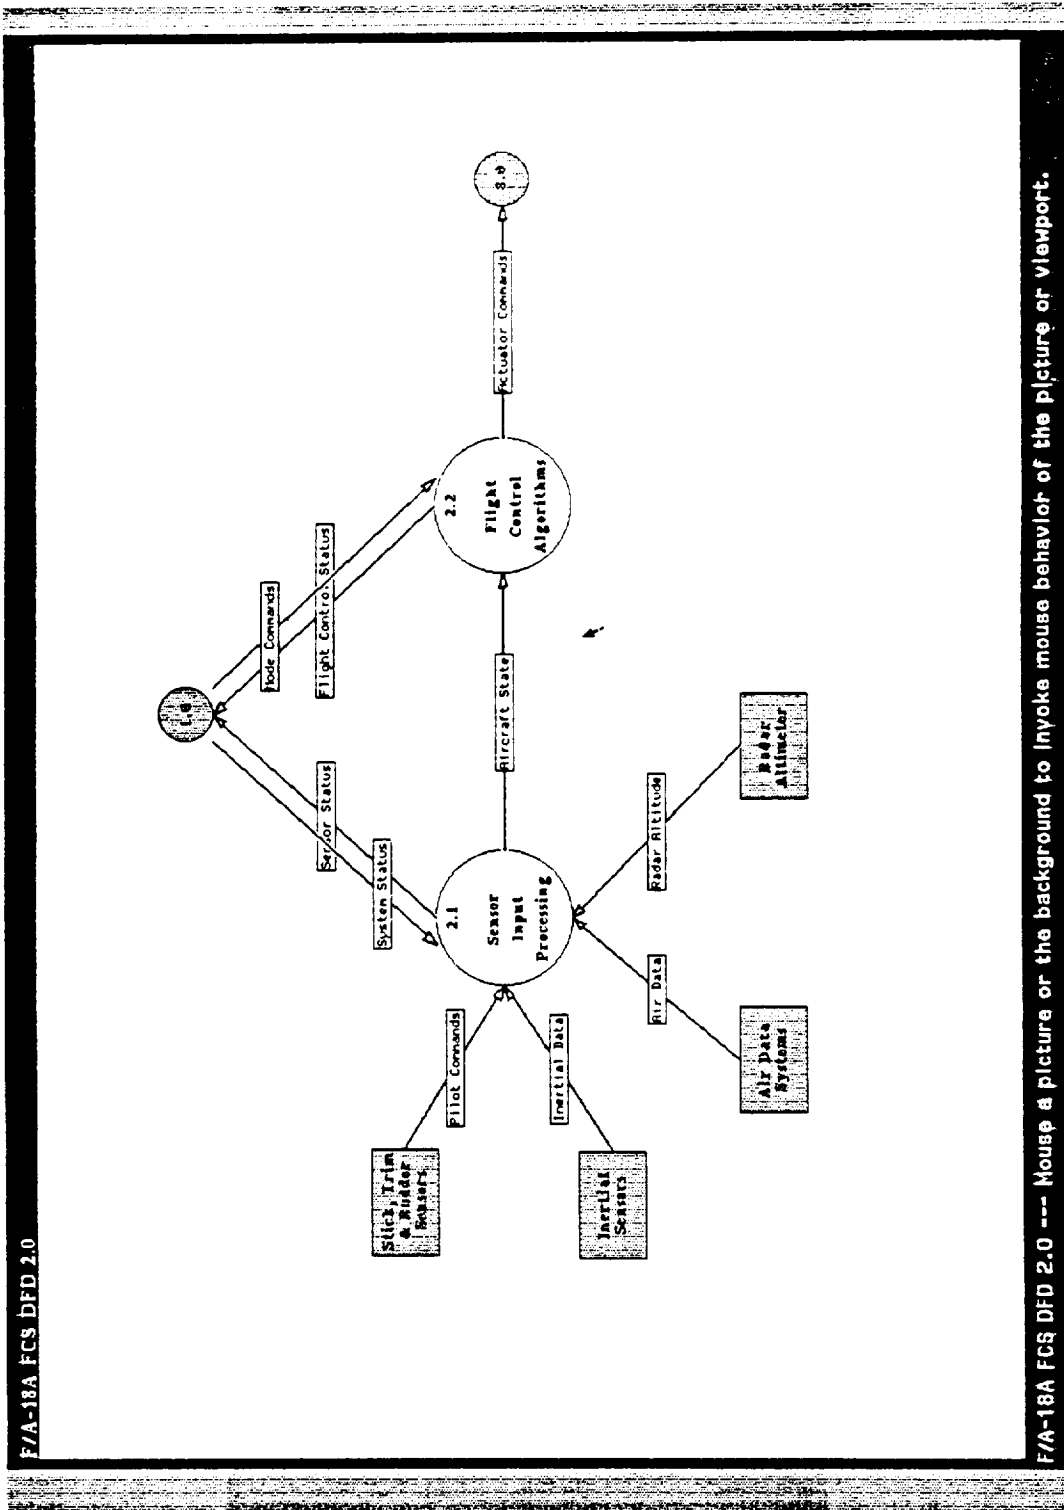 F/A-18A FCS DFD 2.0
1.0
Mode Commands
Flight Control Status
Sensor Status
System Status
Stick, Trim
& Rudder
Sensors
Pilot Commands
Inertial
Sensors
Inertial Data
2.1
Sensor
Input
Processing
Aircraft State
2.2
Flight
Control
Algorithms
Actuator Commands
Air Data
Systems
Air Data
Radar
Altimeter
Radar Altitude
F/A-18A FCS DFD 2.0 --- Mouse a picture or the background to invoke mouse behavior of the picture or viewport.